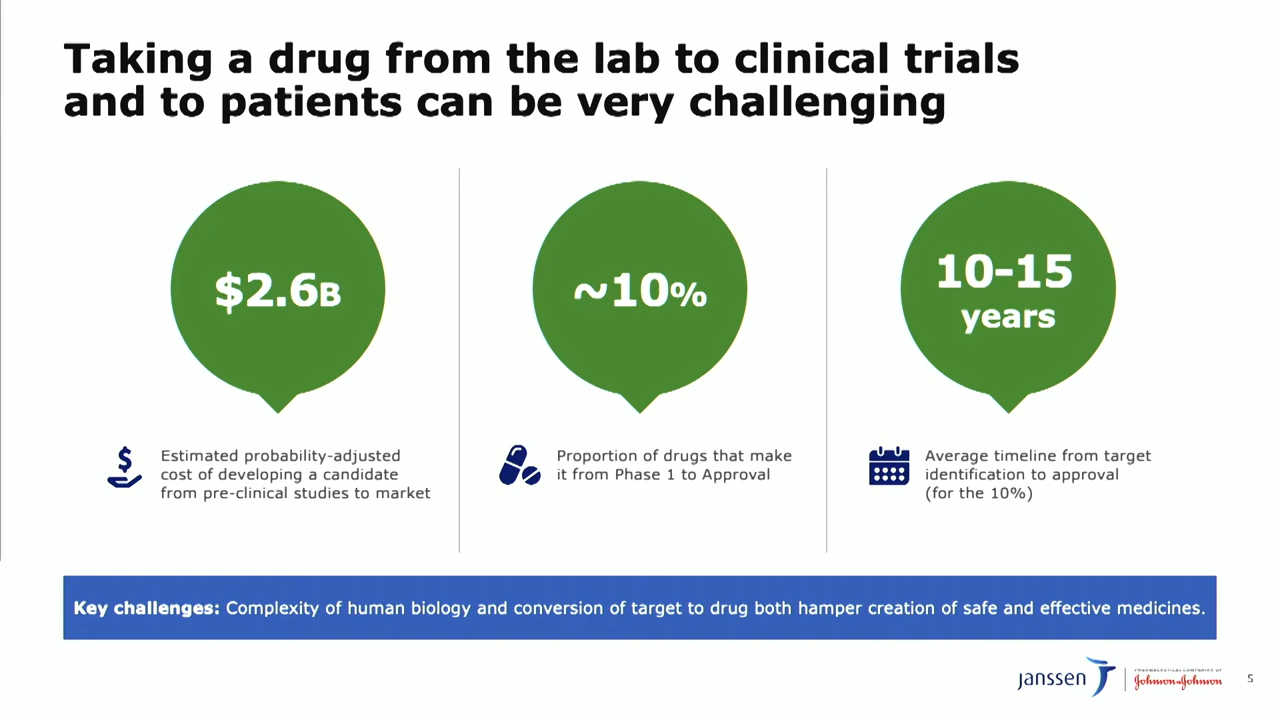 Taking a drug from the lab to clinical trials
and to patients can be very challenging
$2.6B
~10%
10-15
years
Estimated probability-adjusted
cost of developing a candidate
from pre-clinical studies to market
Proportion of drugs that make
it from Phase 1 to Approval
Average timeline from target
identification to approval
(for the 10%)
Key challenges: Complexity of human biology and conversion of target to drug both hamper creation of safe and effective medicines.
janssen
PHARMACEUTICAL COMPANIES OF
Johnson & Johnson
5